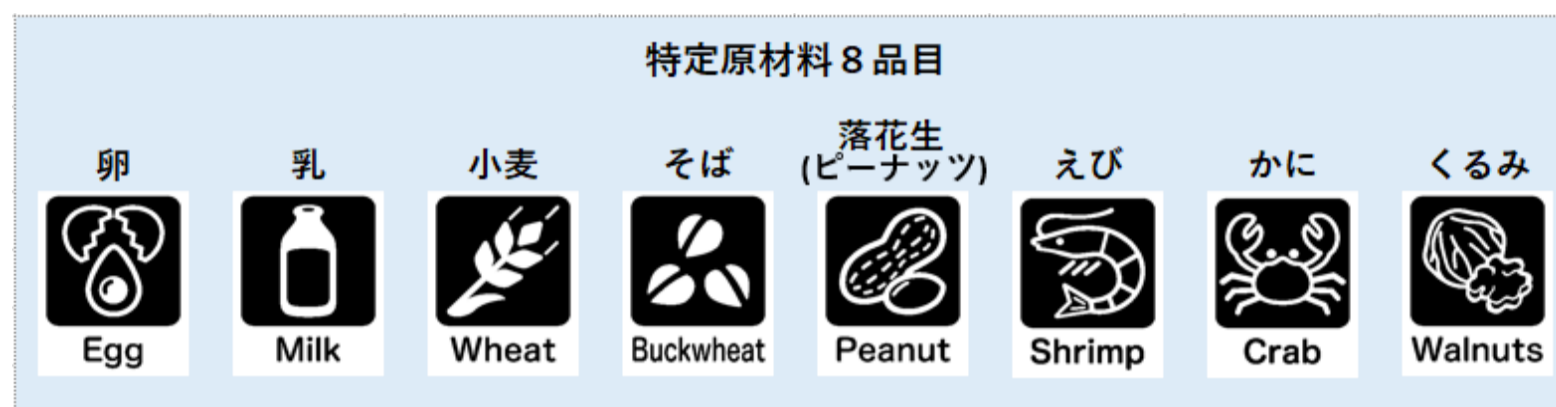 特定原材料８品目
卵
乳
小麦
そば
落花生
(ピーナッツ)
えび
かに
くるみ
Egg
Milk
Wheat
Buckwheat
Peanut
Shrimp
Crab
Walnuts